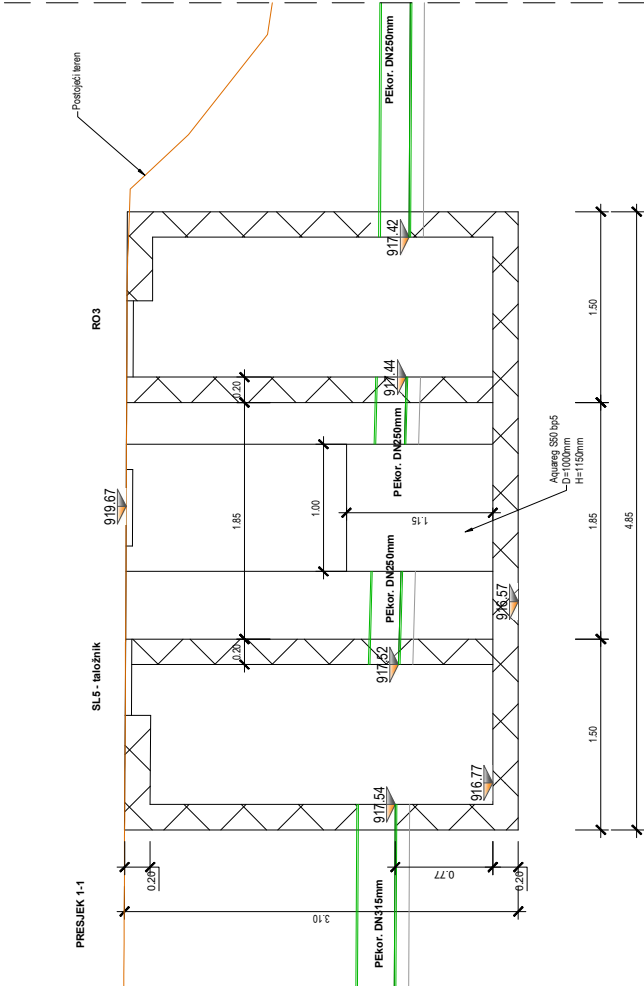 PRESJEK 1-1
SL5 - taložnik
RO3
Postojeći teren
919.67
917.54
917.52
917.44
917.42
916.77
916.57
PEkor. DN315mm
PEkor. DN250mm
PEkor. DN250mm
PEkor. DN250mm
Aquareg S50 bp5
D=1000mm
H=1150mm
0.20
3.10
0.77
0.20
0.20
1.85
0.20
1.00
1.15
1.50
1.85
1.50
4.85